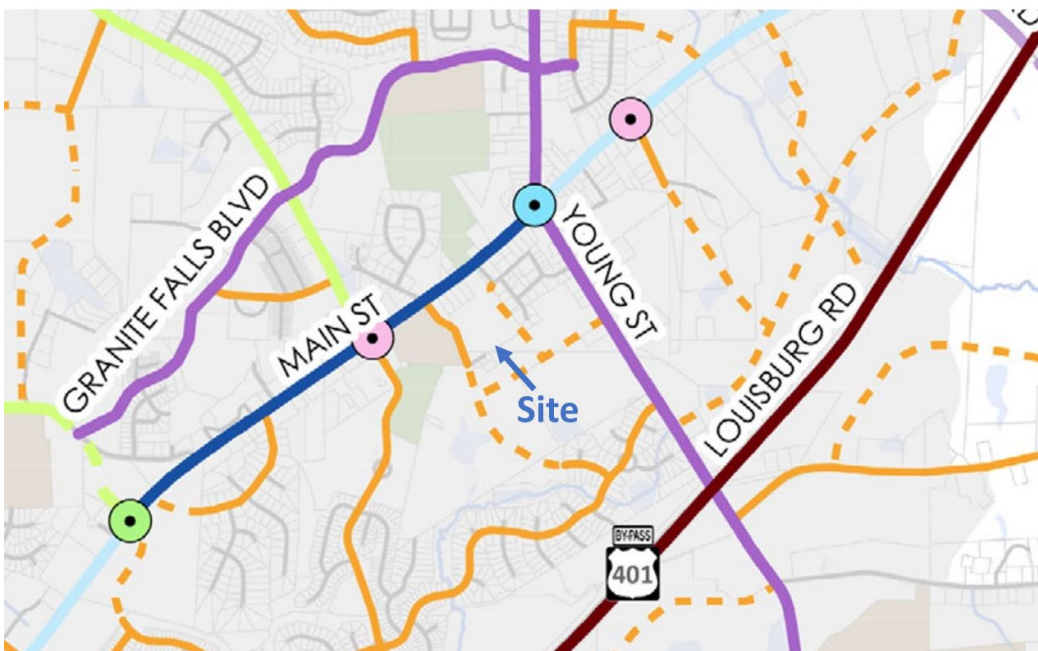 GRANITE FALLS BLVD
MAIN ST
YOUNG ST
LOUISBURG RD
Site
BY-PASS
401